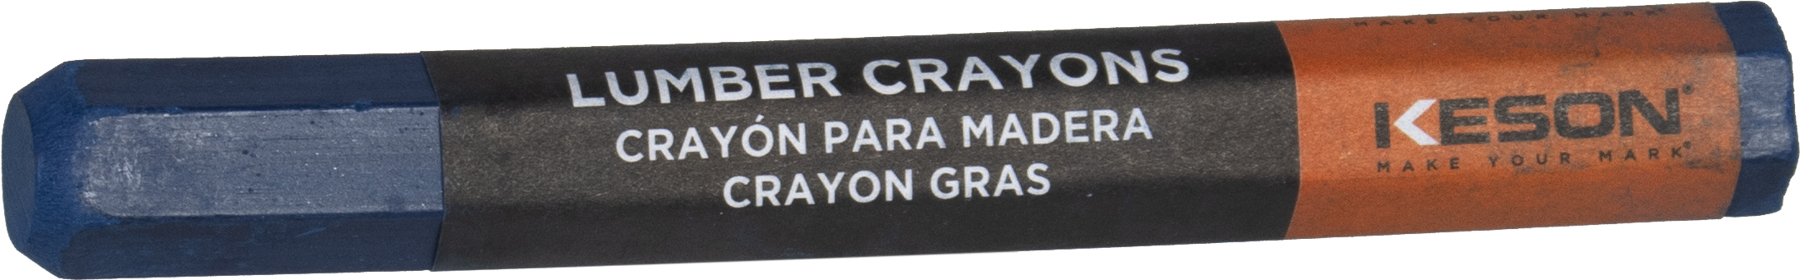 MAKE YOUR MARK
LUMBER CRAYONS
CRAYÓN PARA MADERA
CRAYON GRAS
KESON®
MAKE YOUR MARK®